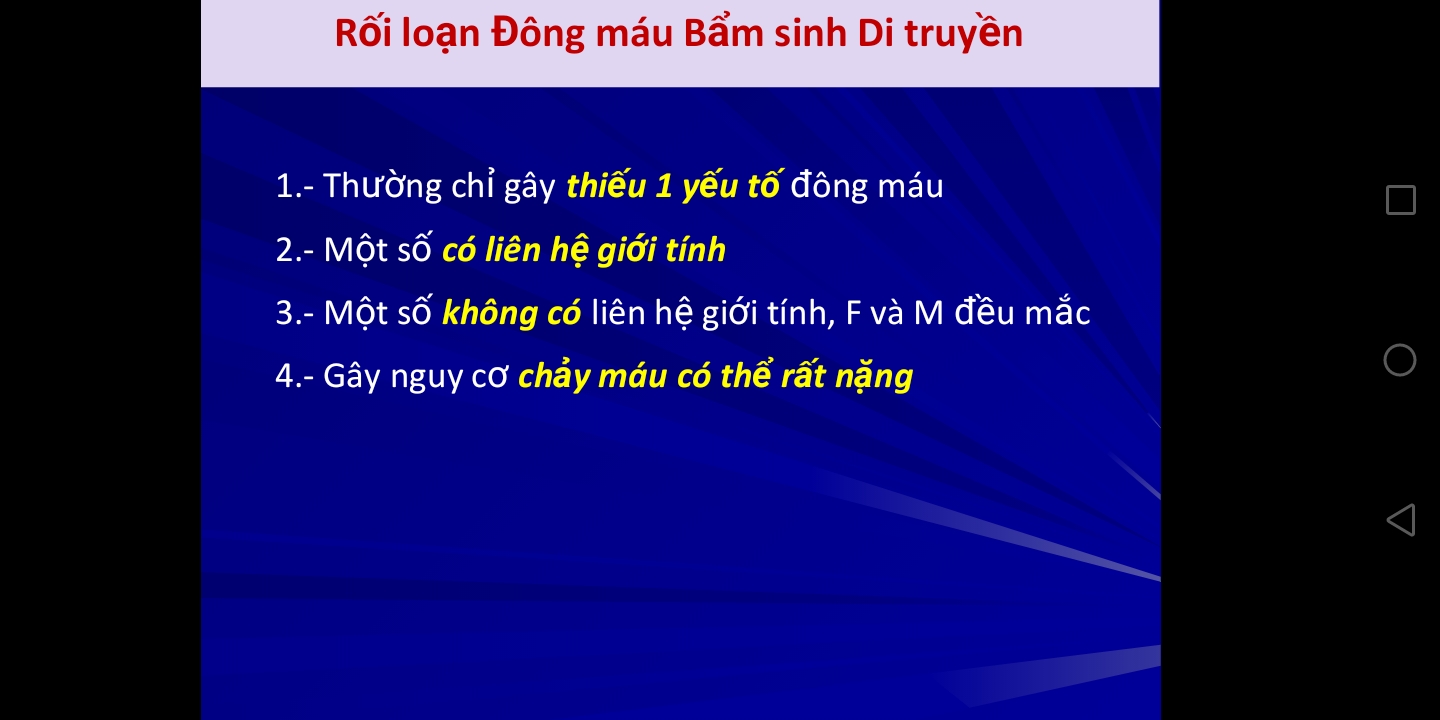 Rối loạn Đông máu Bẩm sinh Di truyền
1.- Thường chỉ gây thiếu 1 yếu tố đông máu
2.- Một số có liên hệ giới tính
3.- Một số không có liên hệ giới tính, F và M đều mắc
4.- Gây nguy cơ chảy máu có thể rất nặng